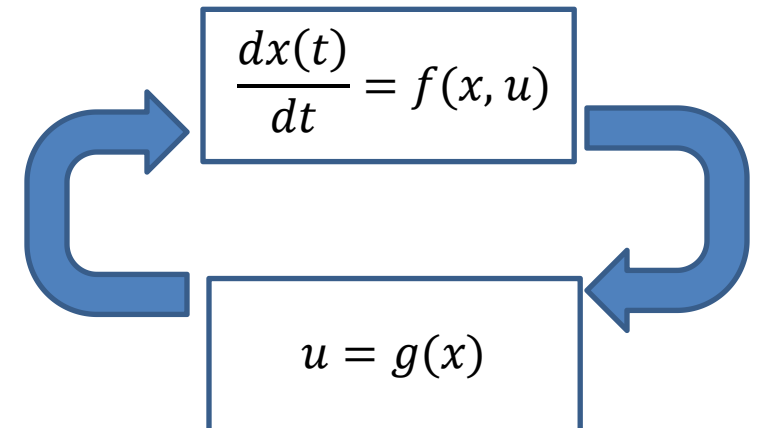 dx(t)/dt = f(x, u)
u = g(x)